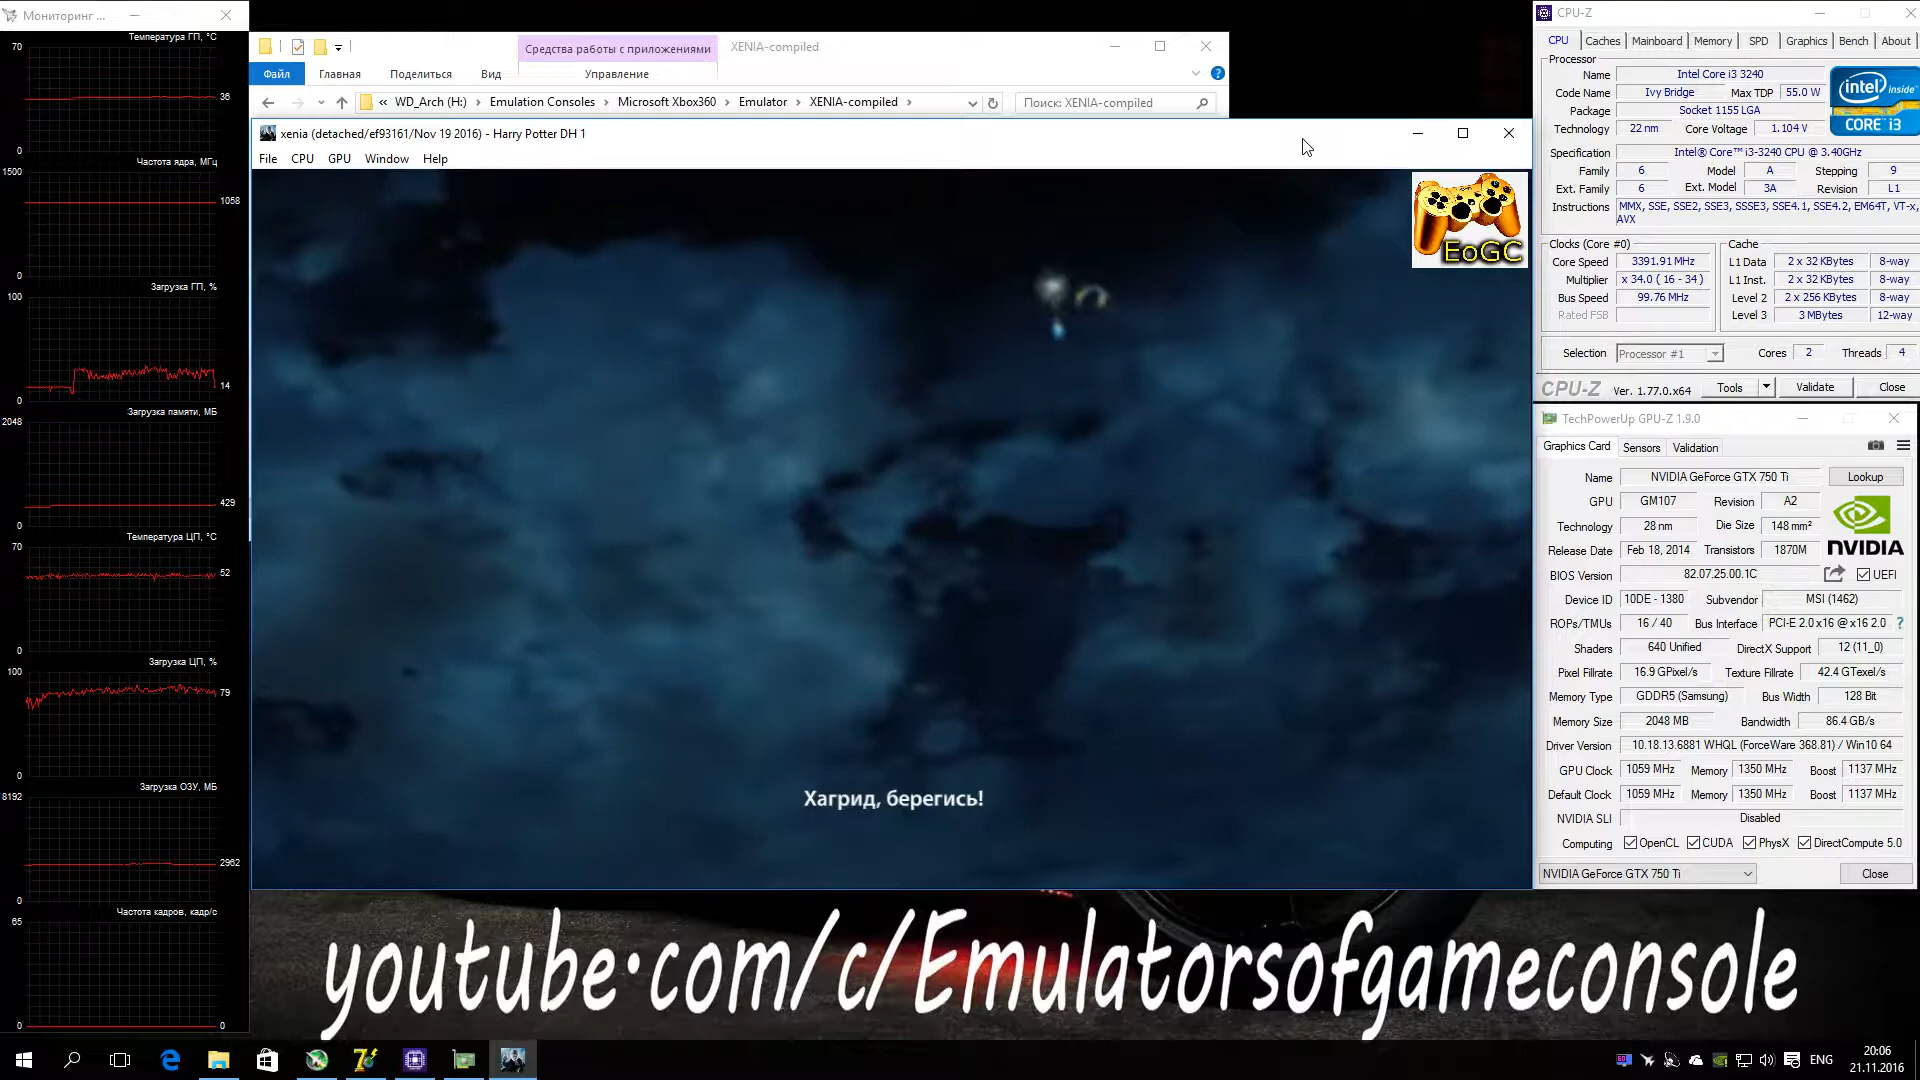 Мониторинг ...
Температура ГП, °C
70
36
0
Частота ядра, МГц
1500
1058
0
Загрузка ГП, %
100
14
0
Загрузка памяти, МБ
2048
429
0
Температура ЦП, °C
70
52
0
Загрузка ЦП, %
100
79
0
Загрузка ОЗУ, МБ
8192
2962
0
Частота кадров, кадр/с
65
0
0
Средства работы с приложениями
XENIA-compiled
Файл
Главная
Поделиться
Вид
Управление
« WD_Arch (H:) › Emulation Consoles › Microsoft Xbox360 › Emulator › XENIA-compiled ›
Поиск: XENIA-compiled
xenia (detached/ef93161/Nov 19 2016) - Harry Potter DH 1
File CPU GPU Window Help
EoGC
Хагрид, берегись!
youtube.com/c/Emulatorsofgameconsole
CPU-Z
CPU Caches Mainboard Memory SPD Graphics Bench About
Processor
Name Intel Core i3 3240
Code Name Ivy Bridge Max TDP 55.0 W
Package Socket 1155 LGA
Technology 22 nm Core Voltage 1.104 V
intel inside
CORE i3
Specification Intel® Core™ i3-3240 CPU @ 3.40GHz
Family 6 Model A Stepping 9
Ext. Family 6 Ext. Model 3A Revision L1
Instructions MMX, SSE, SSE2, SSE3, SSSE3, SSE4.1, SSE4.2, EM64T, VT-x,
AVX
Clocks (Core #0)
Core Speed 3391.91 MHz
Multiplier x 34.0 ( 16 - 34 )
Bus Speed 99.76 MHz
Rated FSB
Cache
L1 Data 2 x 32 KBytes 8-way
L1 Inst. 2 x 32 KBytes 8-way
Level 2 2 x 256 KBytes 8-way
Level 3 3 MBytes 12-way
Selection Processor #1 Cores 2 Threads 4
CPU-Z Ver. 1.77.0.x64 Tools Validate Close
TechPowerUp GPU-Z 1.9.0
Graphics Card Sensors Validation
Name NVIDIA GeForce GTX 750 Ti Lookup
GPU GM107 Revision A2
Technology 28 nm Die Size 148 mm²
Release Date Feb 18, 2014 Transistors 1870M
NVIDIA
BIOS Version 82.07.25.00.1C UEFI
Device ID 10DE - 1380 Subvendor MSI (1462)
ROPs/TMUs 16 / 40 Bus Interface PCI-E 2.0 x16 @ x16 2.0 ?
Shaders 640 Unified DirectX Support 12 (11_0)
Pixel Fillrate 16.9 GPixel/s Texture Fillrate 42.4 GTexel/s
Memory Type GDDR5 (Samsung) Bus Width 128 Bit
Memory Size 2048 MB Bandwidth 86.4 GB/s
Driver Version 10.18.13.6881 WHQL (ForceWare 368.81) / Win10 64
GPU Clock 1059 MHz Memory 1350 MHz Boost 1137 MHz
Default Clock 1059 MHz Memory 1350 MHz Boost 1137 MHz
NVIDIA SLI Disabled
Computing OpenCL CUDA PhysX DirectCompute 5.0
NVIDIA GeForce GTX 750 Ti Close
ENG
20:06
21.11.2016